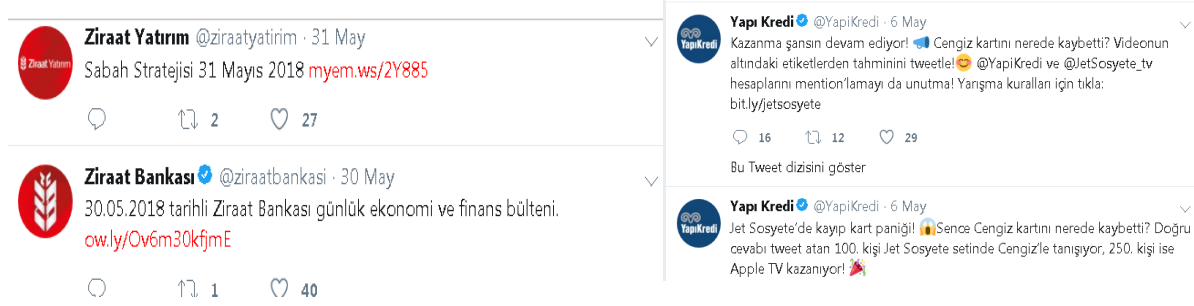 Ziraat Yatırım @ziraatyatirim · 31 May
Sabah Stratejisi 31 Mayıs 2018 myem.ws/2Y885
2 27
Ziraat Bankası @ziraatbankasi · 30 May
30.05.2018 tarihli Ziraat Bankası günlük ekonomi ve finans bülteni.
ow.ly/Ov6m30kfjmE
1 40
Yapı Kredi @YapiKredi · 6 May
Kazanma şansın devam ediyor! 📣 Cengiz kartını nerede kaybetti? Videonun
altındaki etiketlerden tahminini tweetle!😊 @YapiKredi ve @JetSosyete_tv
hesaplarını mention'lamayı da unutma! Yarışma kuralları için tıkla:
bit.ly/jetsosyete
16 12 29
Bu Tweet dizisini göster
Yapı Kredi @YapiKredi · 6 May
Jet Sosyete'de kayıp kart paniği! 😱Sence Cengiz kartını nerede kaybetti? Doğru
cevabı tweet atan 100. kişi Jet Sosyete setinde Cengiz'le tanışıyor, 250. kişi ise
Apple TV kazanıyor! 🎉
Ziraat Yatırım
YapıKredi
YapıKredi